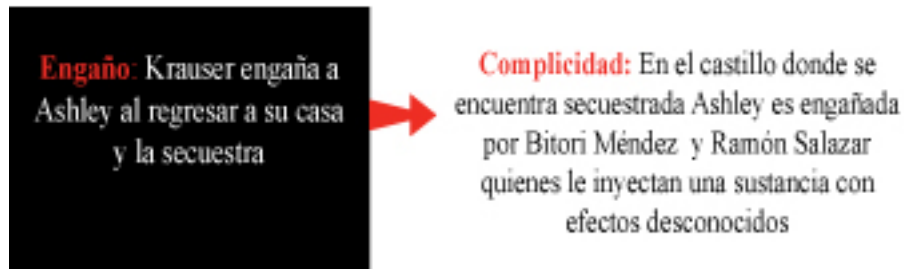 Engaño: Krauser engaña a
Ashley al regresar a su casa
y la secuestra
Complicidad: En el castillo donde se
encuentra secuestrada Ashley es engañada
por Bitori Méndez y Ramón Salazar
quienes le inyectan una sustancia con
efectos desconocidos